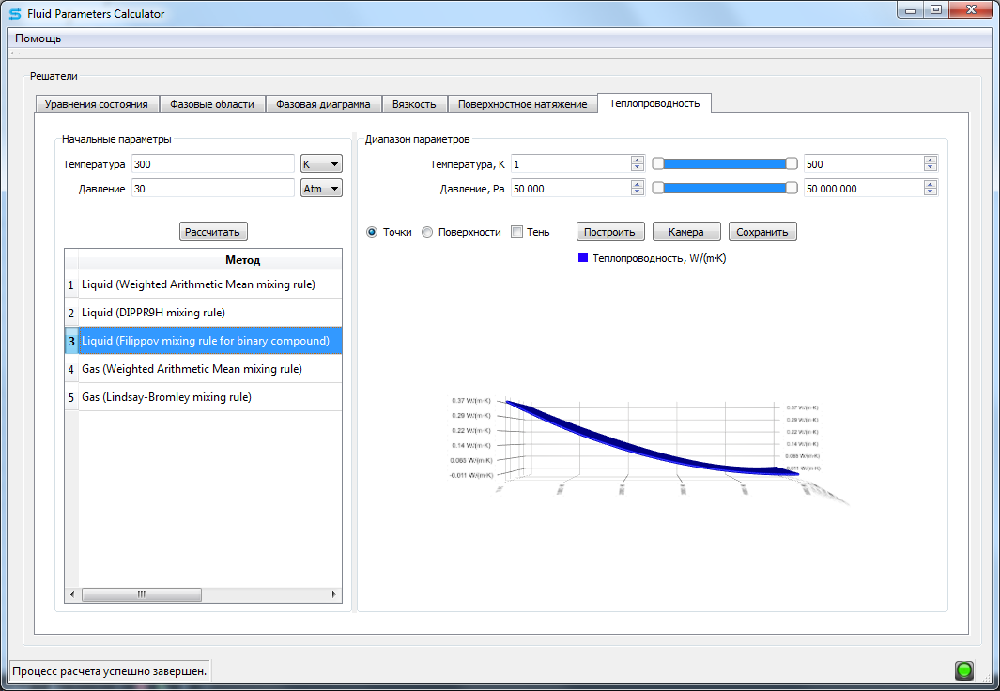 Fluid Parameters Calculator
Помощь
Решатели
Уравнения состояния Фазовые области Фазовая диаграмма Вязкость Поверхностное натяжение Теплопроводность
Начальные параметры
Температура 300 K
Давление 30 Atm
Рассчитать
Метод
1 Liquid (Weighted Arithmetic Mean mixing rule)
2 Liquid (DIPPR9H mixing rule)
3 Liquid (Filippov mixing rule for binary compound)
4 Gas (Weighted Arithmetic Mean mixing rule)
5 Gas (Lindsay-Bromley mixing rule)
Диапазон параметров
Температура, К 1 500
Давление, Pa 50 000 50 000 000
Точки Поверхности Тень Построить Камера Сохранить
Теплопроводность, W/(m·K)
0.37 W/(m·K) 0.37 W/(m·K)
0.29 W/(m·K) 0.29 W/(m·K)
0.22 W/(m·K) 0.22 W/(m·K)
0.14 W/(m·K) 0.14 W/(m·K)
0.065 W/(m·K) 0.065 W/(m·K)
-0.011 W/(m·K) -0.011 W/(m·K)
Процесс расчета успешно завершен.